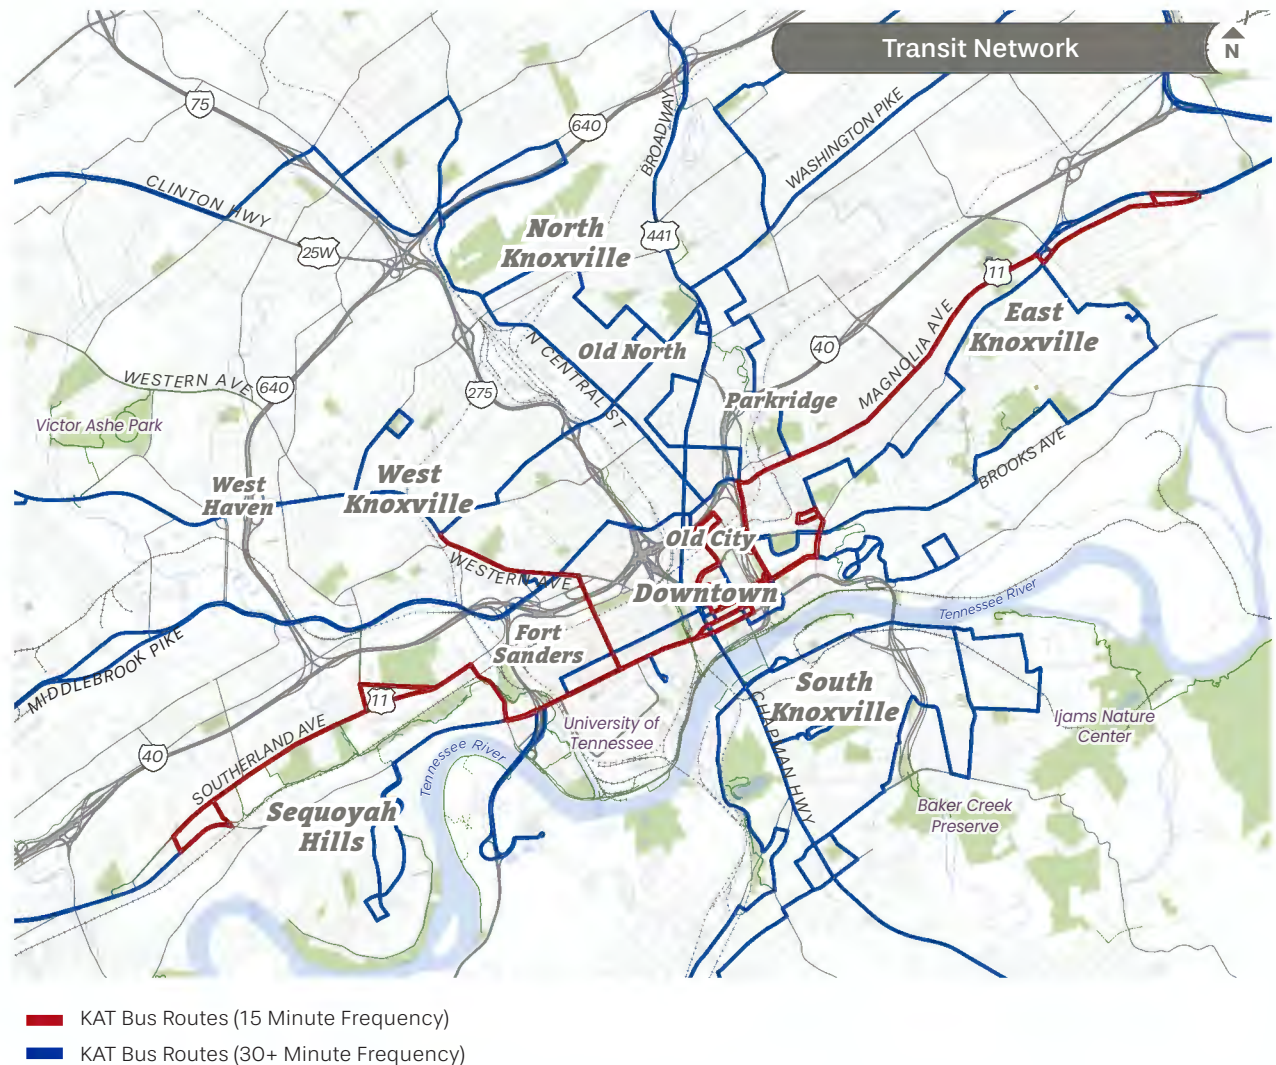 Transit Network
N
75
640
BROADWAY
WASHINGTON PIKE
CLINTON HWY
25W
North
Knoxville
441
11
East
Knoxville
Old North
40
MAGNOLIA AVE
N CENTRAL ST
WESTERN AVE
640
275
Parkridge
Victor Ashe Park
BROOKS AVE
West
Haven
West
Knoxville
Old City
WESTERN AVE
Downtown
Tennessee River
Fort
Sanders
MIDDLEBROOK PIKE
11
South
Knoxville
CHAPMAN HWY
University of
Tennessee
Ijams Nature
Center
40
SOUTHERLAND AVE
Tennessee River
Sequoyah
Hills
Baker Creek
Preserve
KAT Bus Routes (15 Minute Frequency)
KAT Bus Routes (30+ Minute Frequency)